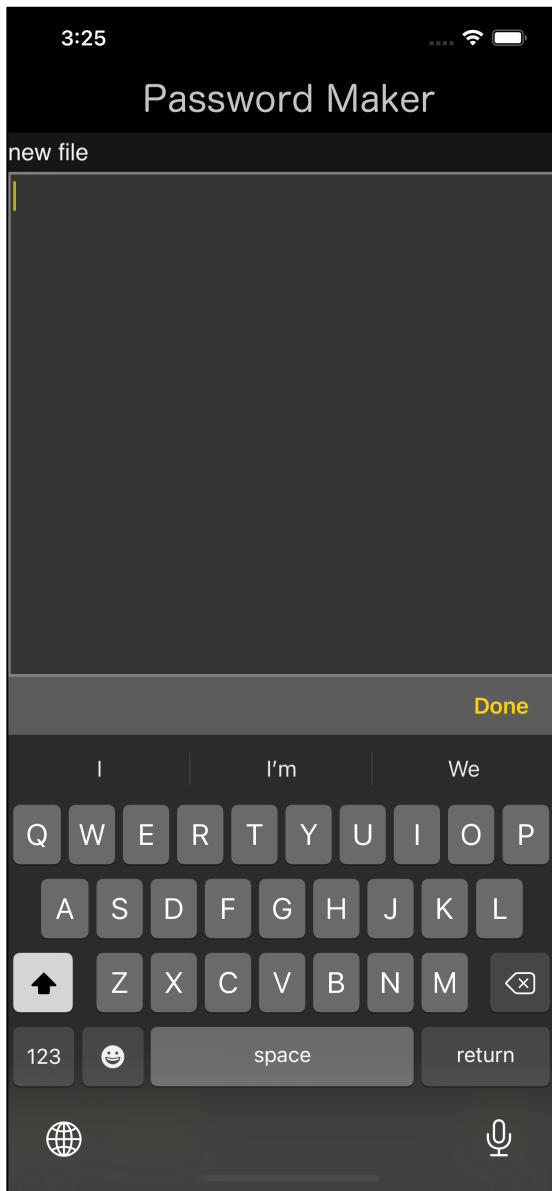 3:25
Password Maker
new file
Done
I I’m We
Q W E R T Y U I O P
A S D F G H J K L
Z X C V B N M
123 space return